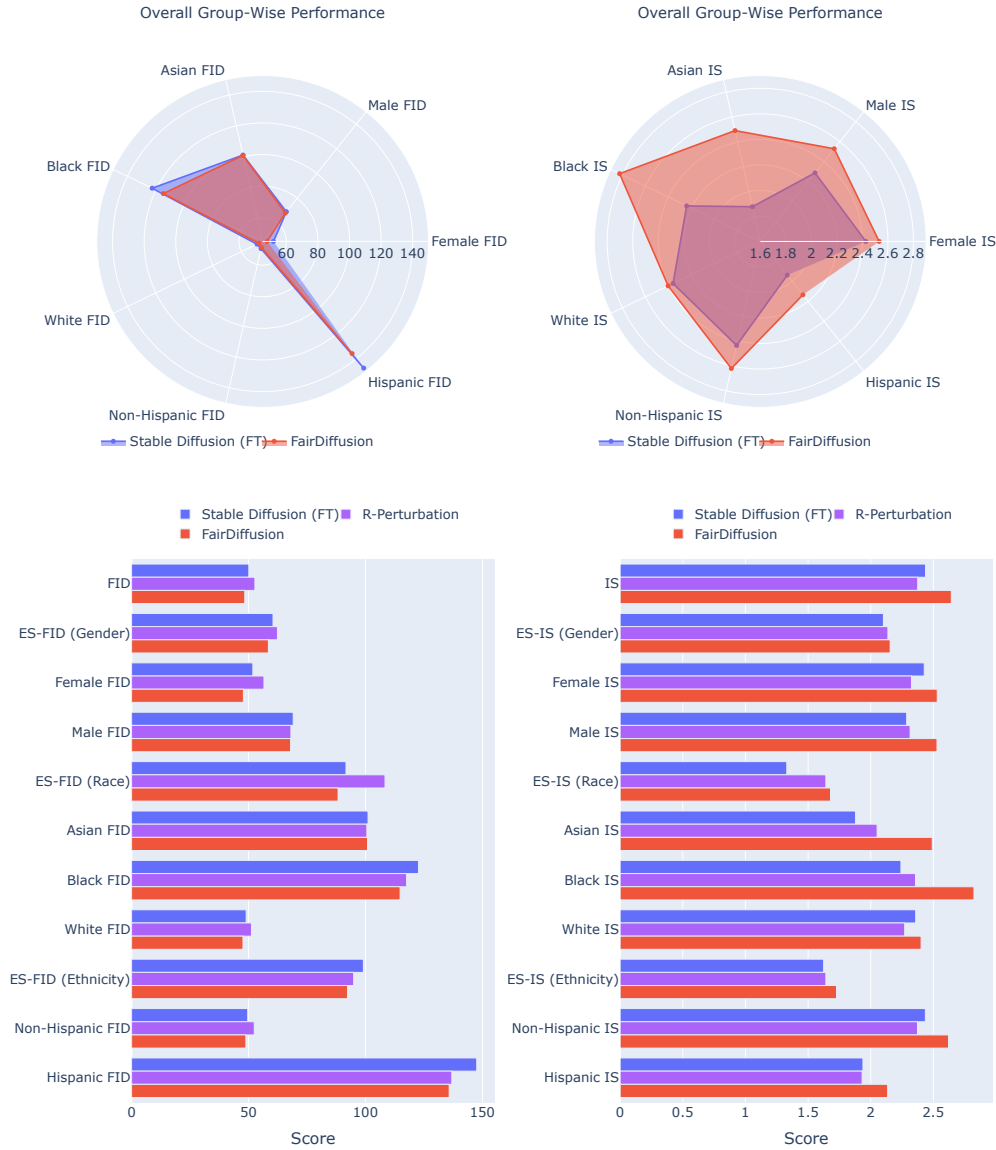 Overall Group-Wise Performance
Asian FID
Male FID
Black FID
Female FID
60 80 100 120 140
White FID
Hispanic FID
Non-Hispanic FID
Stable Diffusion (FT) FairDiffusion
Overall Group-Wise Performance
Asian IS
Male IS
Black IS
Female IS
1.6 1.8 2 2.2 2.4 2.6 2.8
White IS
Hispanic IS
Non-Hispanic IS
Stable Diffusion (FT) FairDiffusion
Stable Diffusion (FT) R-Perturbation
FairDiffusion
FID
ES-FID (Gender)
Female FID
Male FID
ES-FID (Race)
Asian FID
Black FID
White FID
ES-FID (Ethnicity)
Non-Hispanic FID
Hispanic FID
0 50 100 150
Score
Stable Diffusion (FT) R-Perturbation
FairDiffusion
IS
ES-IS (Gender)
Female IS
Male IS
ES-IS (Race)
Asian IS
Black IS
White IS
ES-IS (Ethnicity)
Non-Hispanic IS
Hispanic IS
0 0.5 1 1.5 2 2.5
Score